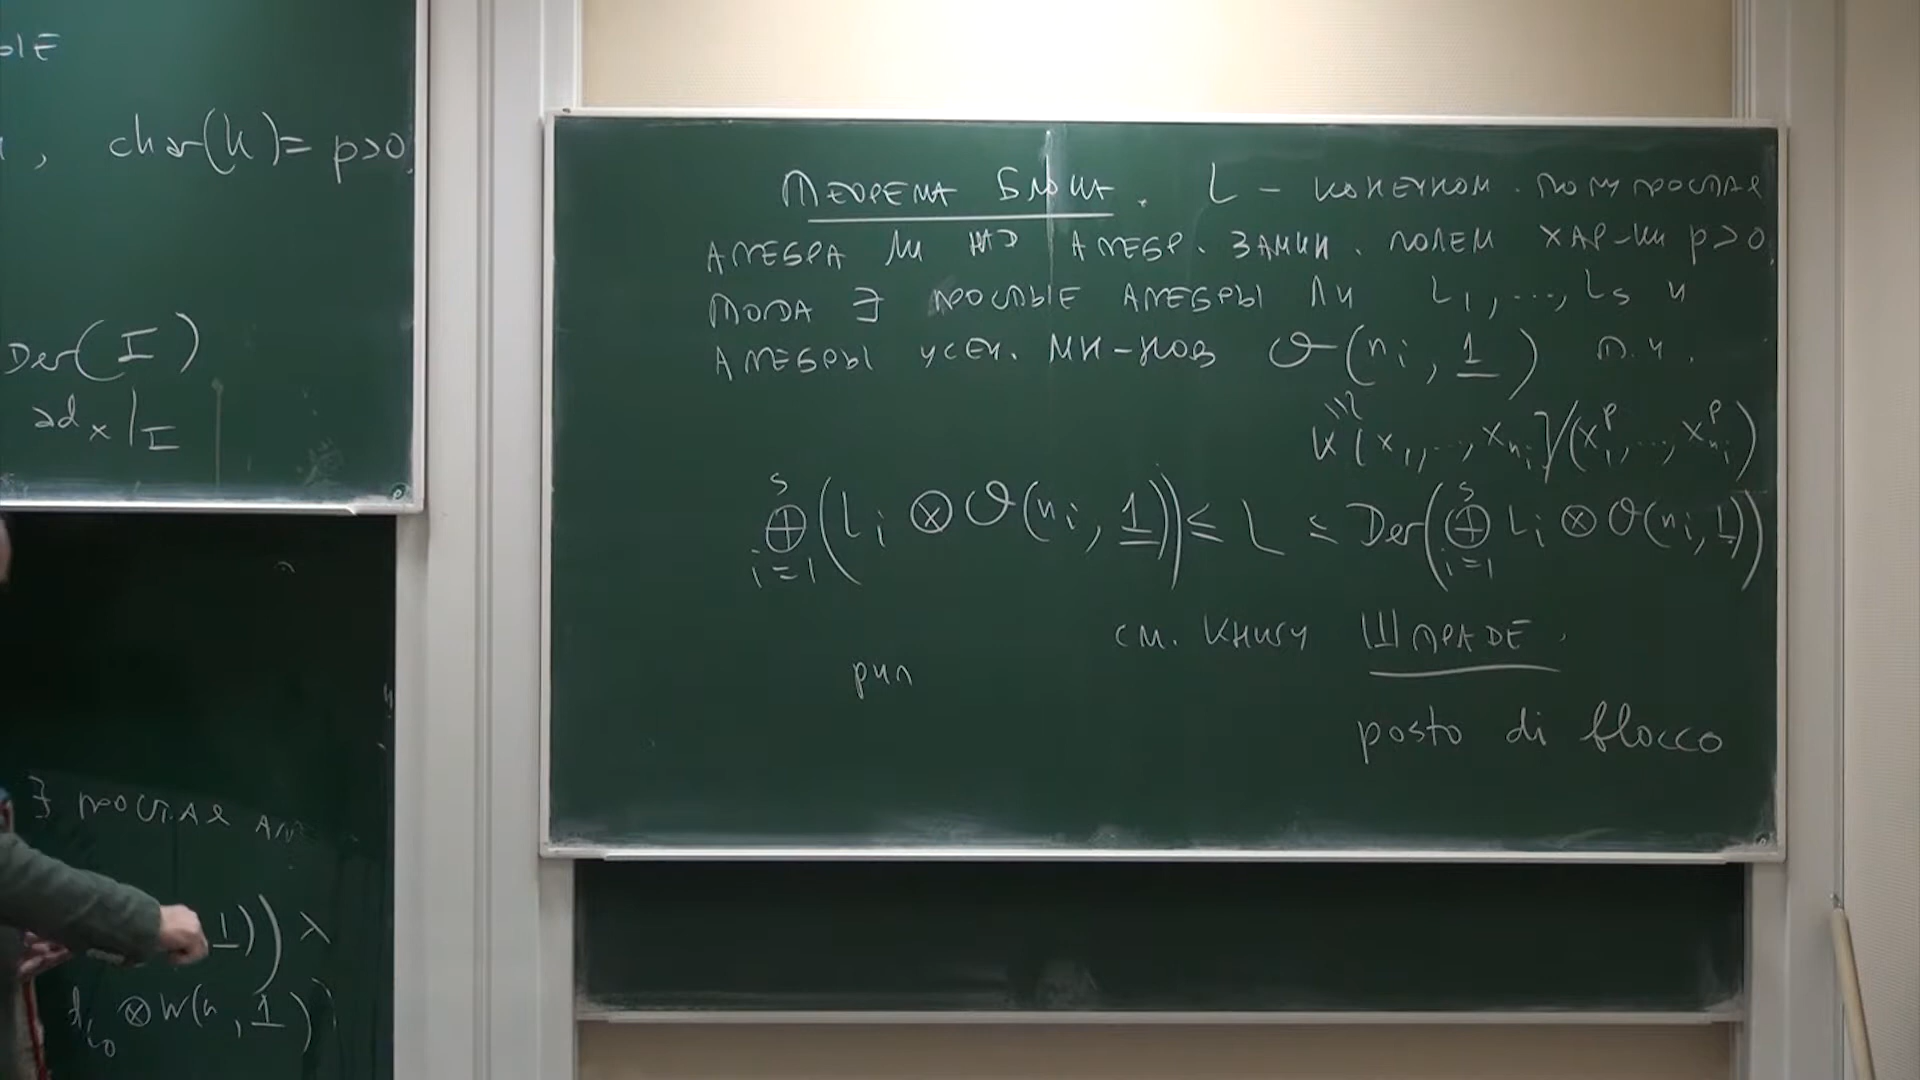 ЫЕ
, char(k) = p>0,
Der(I)
ad_x|_I
∃ ПРОСТАЯ АЛГ
1)) λ
⊗ W(n, 1)
ТЕОРЕМА БЛОКА. L – КОНЕЧНОМ. ПОЛУПРОСТАЯ
АЛГЕБРА ЛИ НАД АЛГЕБР. ЗАМКН. ПОЛЕМ ХАР-КИ p>0,
ТОГДА ∃ ПРОСТЫЕ АЛГЕБРЫ ЛИ L_1, ..., L_s И
АЛГЕБРЫ УСЕЧ. МН-НОВ O(n_i, 1) Т.Ч.
K[x_1, ..., x_{n_i}]/(x_1^p, ..., x_{n_i}^p)
⊕_{i=1}^s (L_i ⊗ O(n_i, 1)) ≤ L ≤ Der(⊕_{i=1}^s L_i ⊗ O(n_i, 1))
СМ. КНИГУ ШТРАДЕ.
рил
posto di blocco